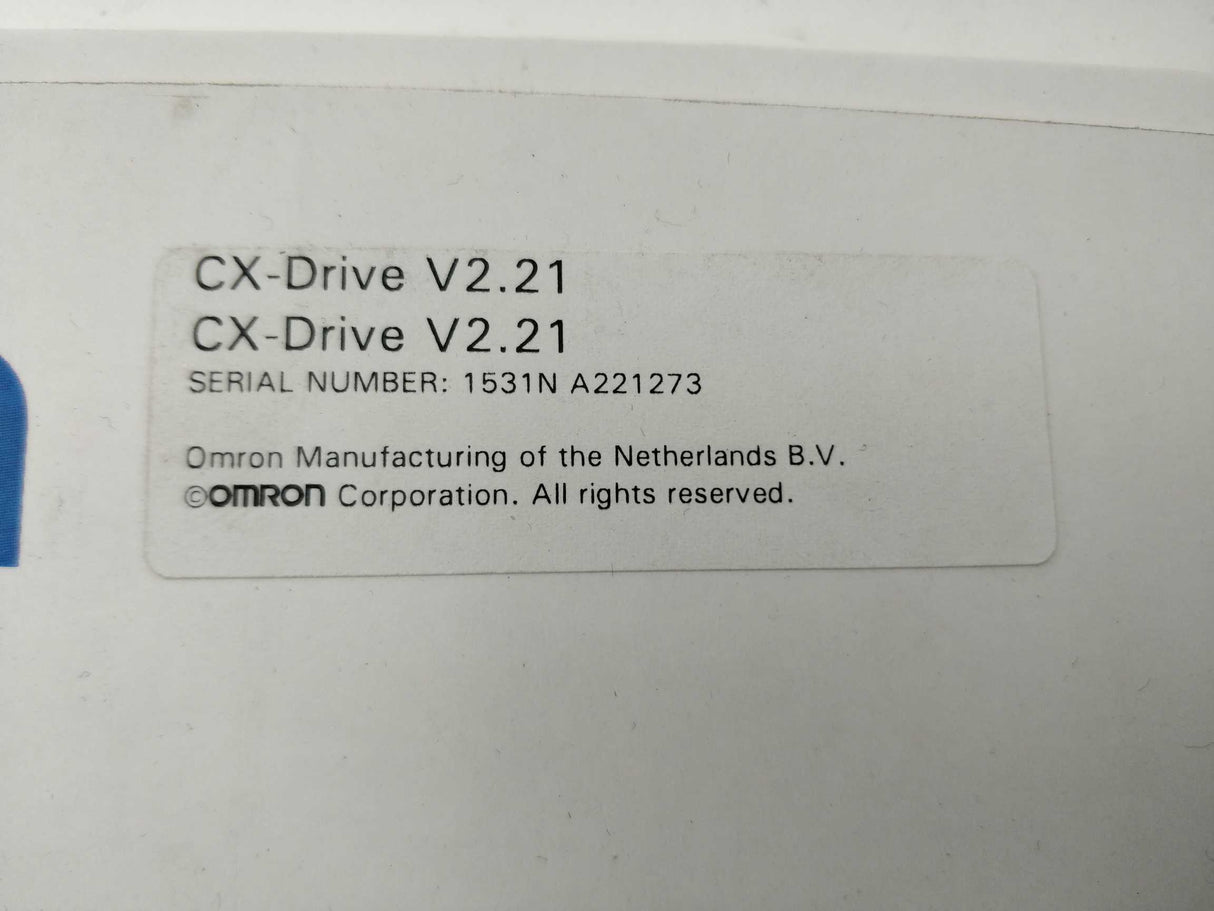 CX-Drive V2.21
CX-Drive V2.21
SERIAL NUMBER: 1531N A221273
Omron Manufacturing of the Netherlands B.V.
©OMRON Corporation. All rights reserved.